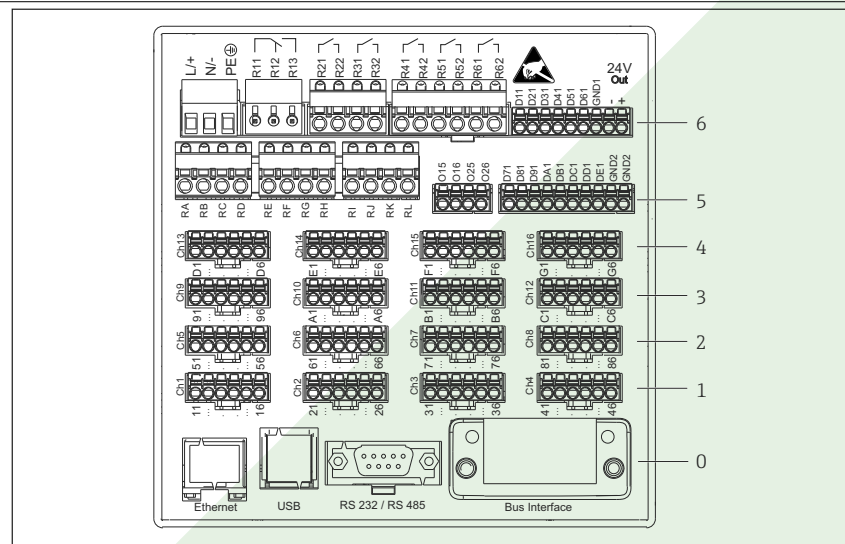 L/+ N/- PE R11 R12 R13 R21 R22 R31 R32 R41 R42 R51 R52 R61 R62
24V
Out
D11 D21 D31 D41 D51 D61 GND1 - +
6
O15 O16 O25 O26 D71 D81 D91 DA1 DB1 DC1 DD1 DE1 GND2 GND2
5
RA RB RC RD RE RF RG RH RI RJ RK RL
Ch13 Ch14 Ch15 Ch16
4
D1 D6 E1 E6 F1 F6 G1 G6
Ch9 Ch10 Ch11 Ch12
3
91 96 A1 A6 B1 B6 C1 C6
Ch5 Ch6 Ch7 Ch8
2
51 56 61 66 71 76 81 86
Ch1 Ch2 Ch3 Ch4
1
11 16 21 26 31 36 41 46
0
Ethernet USB RS 232 / RS 485 Bus Interface